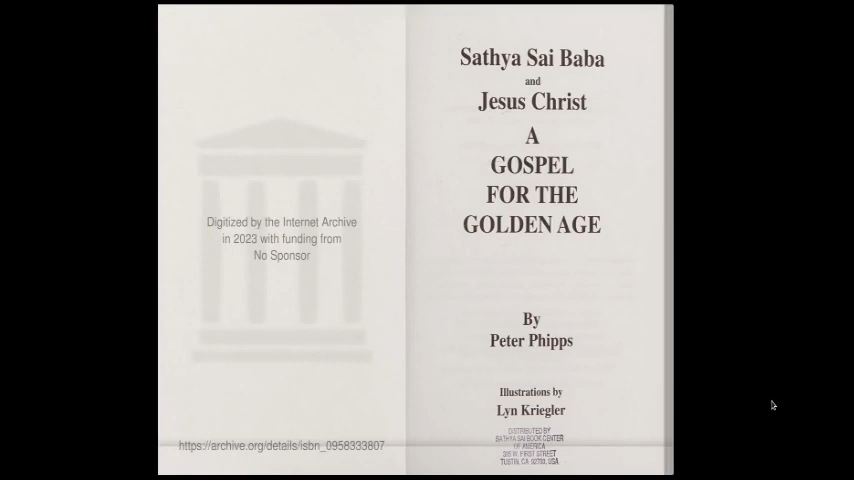 Digitized by the Internet Archive
in 2023 with funding from
No Sponsor
https://archive.org/details/isbn_0958333807
Sathya Sai Baba
and
Jesus Christ
A
GOSPEL
FOR THE
GOLDEN AGE
By
Peter Phipps
Illustrations by
Lyn Kriegler
DISTRIBUTED BY
SATHYA SAI BOOK CENTER
OF AMERICA
305 W. FIRST STREET
TUSTIN, CA 92780, USA